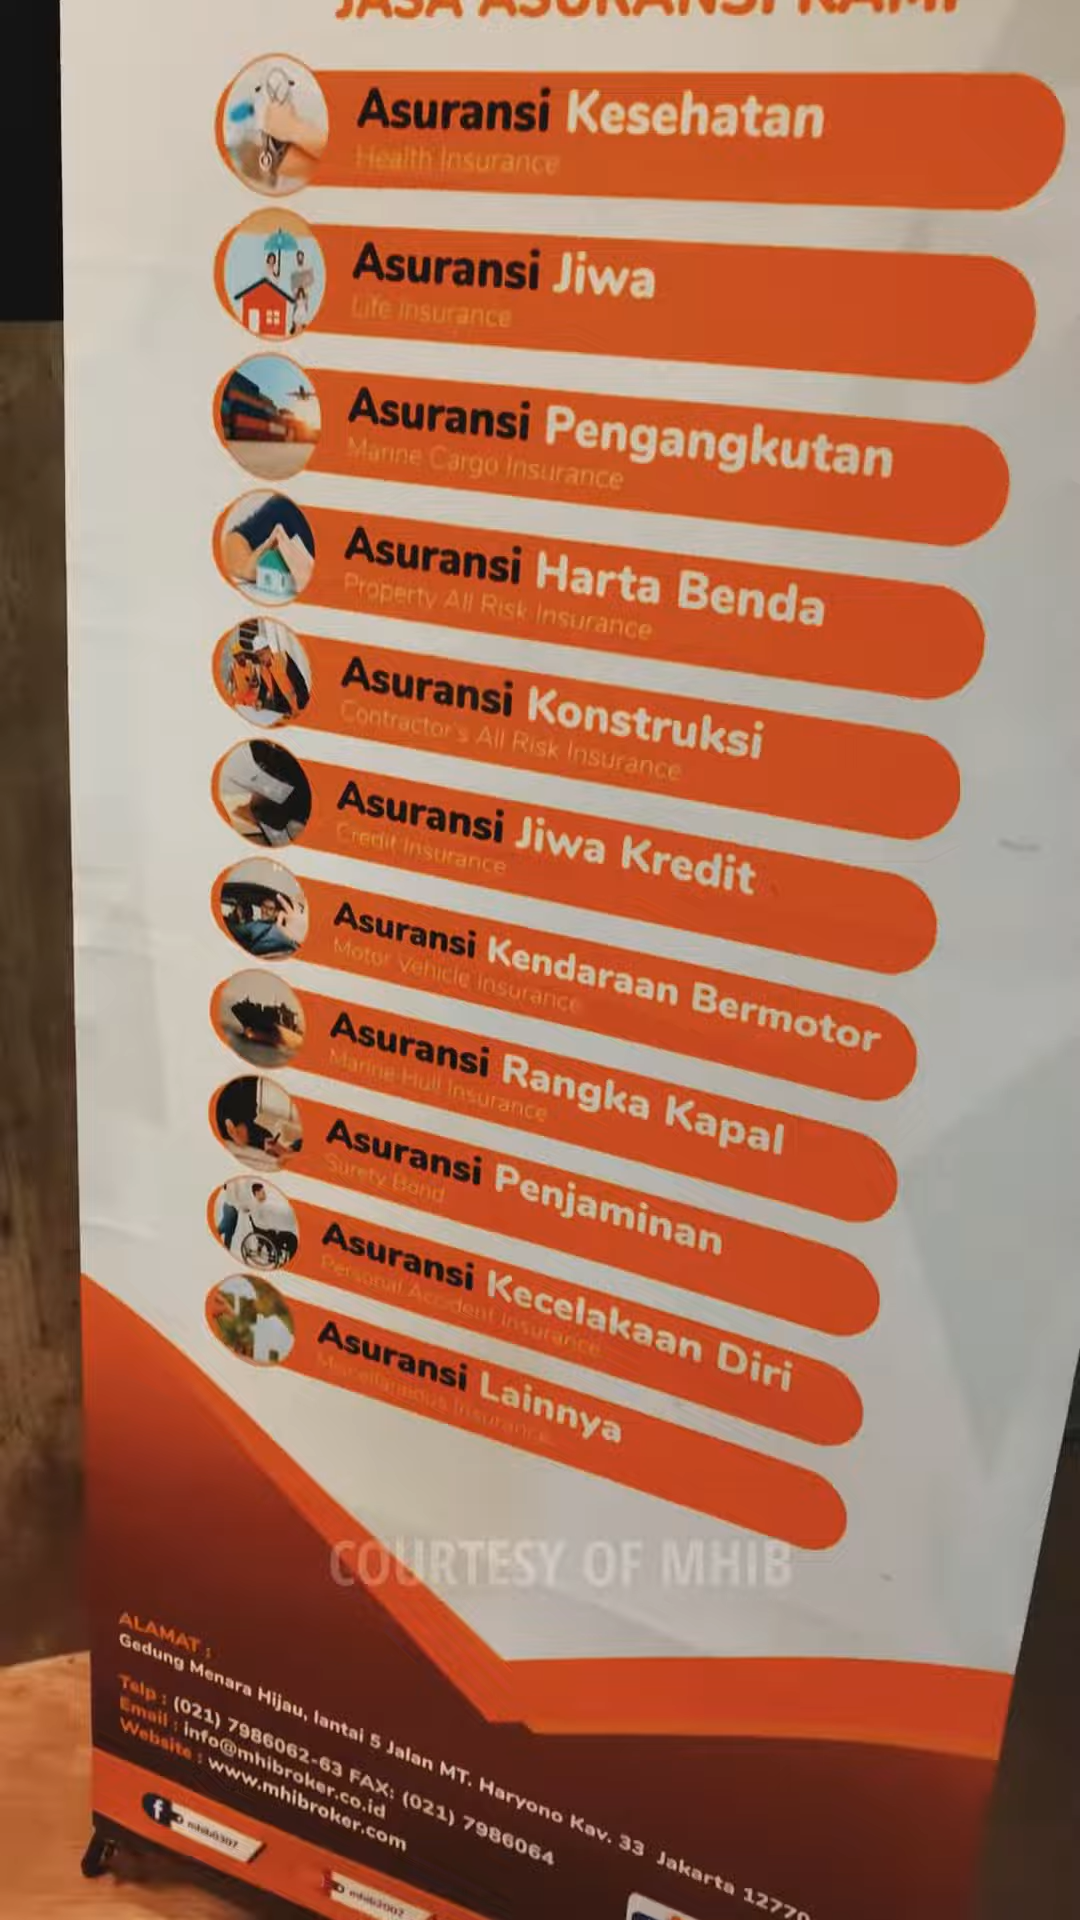 JASA ASURANSI KAMI
Asuransi Kesehatan
Health Insurance
Asuransi Jiwa
Life Insurance
Asuransi Pengangkutan
Marine Cargo Insurance
Asuransi Harta Benda
Property All Risk Insurance
Asuransi Konstruksi
Contractor's All Risk Insurance
Asuransi Jiwa Kredit
Credit Insurance
Asuransi Kendaraan Bermotor
Motor Vehicle Insurance
Asuransi Rangka Kapal
Marine Hull Insurance
Asuransi Penjaminan
Surety Bond
Asuransi Kecelakaan Diri
Personal Accident Insurance
Asuransi Lainnya
Insurance
COURTESY OF MHIB
ALAMAT :
Gedung Menara Hijau, lantai 5 Jalan MT. Haryono Kav. 33 Jakarta 12770
Telp : (021) 7986062-63 FAX: (021) 7986064
Email : info@mhibroker.co.id
Website : www.mhibroker.com